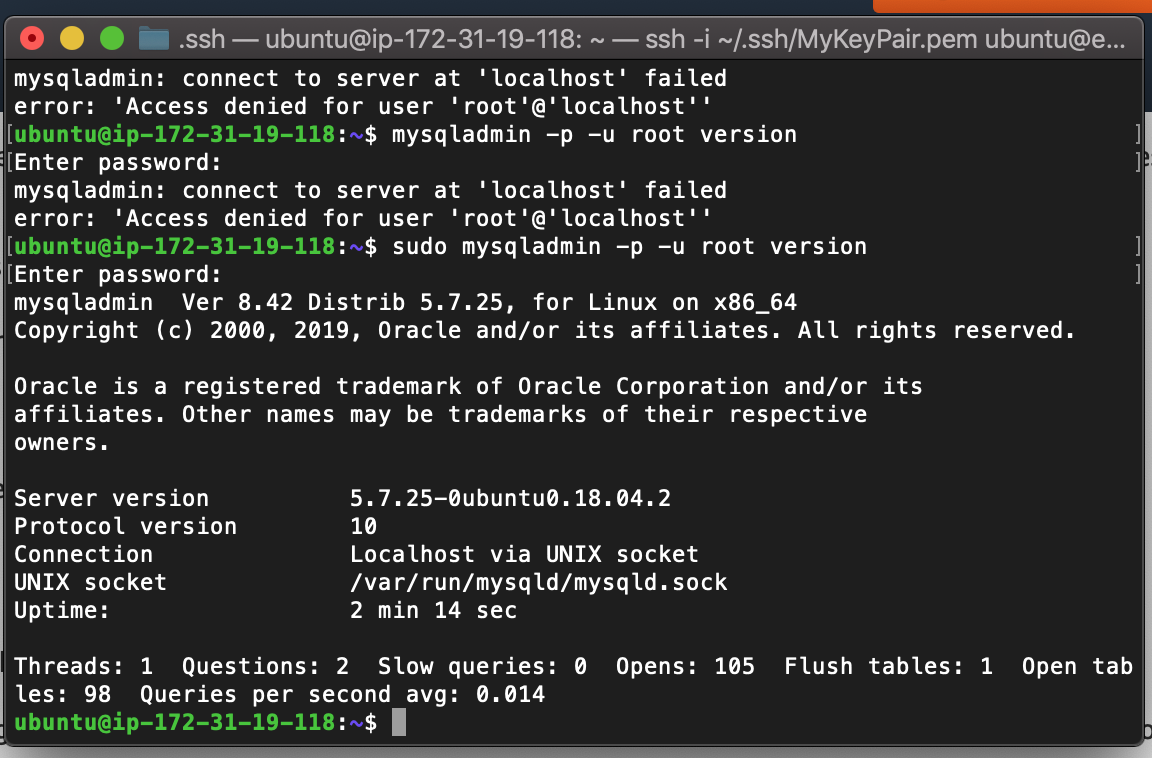 .ssh — ubuntu@ip-172-31-19-118: ~ — ssh -i ~/.ssh/MyKeyPair.pem ubuntu@e...
mysqladmin: connect to server at 'localhost' failed
error: 'Access denied for user 'root'@'localhost''
[ubuntu@ip-172-31-19-118:~$ mysqladmin -p -u root version ]
[Enter password: ]
mysqladmin: connect to server at 'localhost' failed
error: 'Access denied for user 'root'@'localhost''
[ubuntu@ip-172-31-19-118:~$ sudo mysqladmin -p -u root version ]
[Enter password: ]
mysqladmin  Ver 8.42 Distrib 5.7.25, for Linux on x86_64
Copyright (c) 2000, 2019, Oracle and/or its affiliates. All rights reserved.
Oracle is a registered trademark of Oracle Corporation and/or its
affiliates. Other names may be trademarks of their respective
owners.
Server version          5.7.25-0ubuntu0.18.04.2
Protocol version        10
Connection              Localhost via UNIX socket
UNIX socket             /var/run/mysqld/mysqld.sock
Uptime:                 2 min 14 sec
Threads: 1  Questions: 2  Slow queries: 0  Opens: 105  Flush tables: 1  Open tab
les: 98  Queries per second avg: 0.014
ubuntu@ip-172-31-19-118:~$